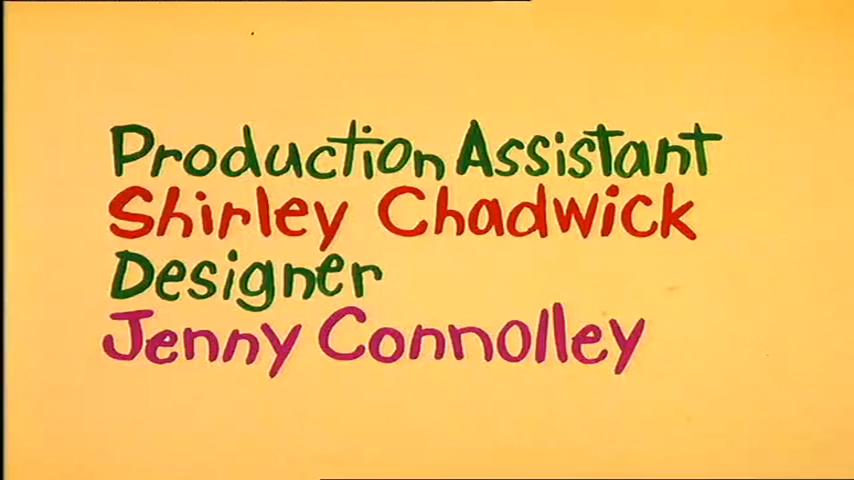 Production Assistant
Shirley Chadwick
Designer
Jenny Connolley